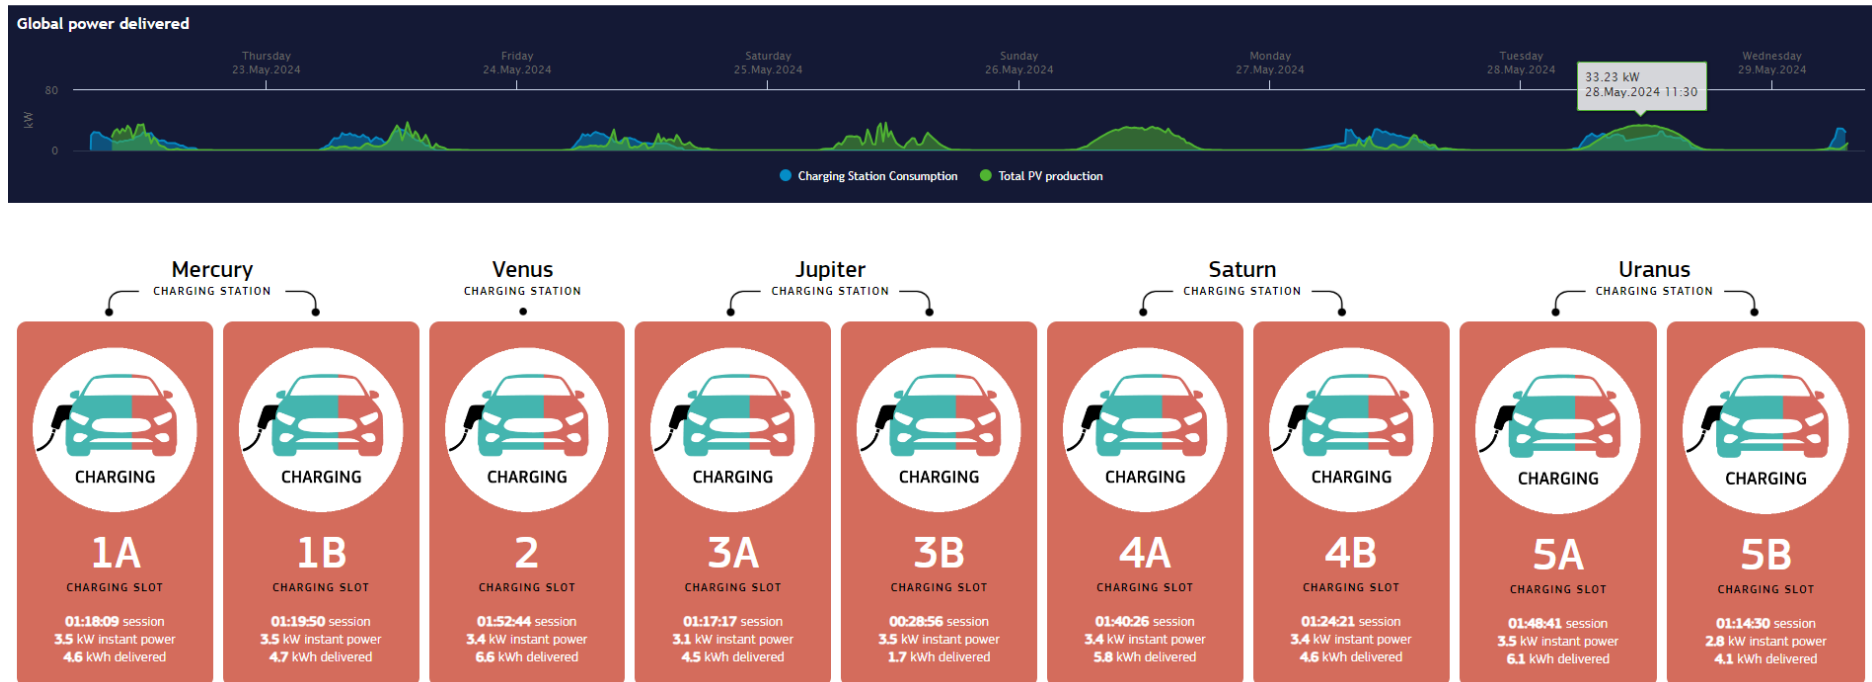 Global power delivered
Thursday
23.May.2024
Friday
24.May.2024
Saturday
25.May.2024
Sunday
26.May.2024
Monday
27.May.2024
Tuesday
28.May.2024
Wednesday
29.May.2024
80
kW
0
33.23 kW
28.May.2024 11:30
Charging Station Consumption
Total PV production
Mercury
CHARGING STATION
Venus
CHARGING STATION
Jupiter
CHARGING STATION
Saturn
CHARGING STATION
Uranus
CHARGING STATION
CHARGING
1A
CHARGING SLOT
01:18:09 session
3.5 kW instant power
4.6 kWh delivered
CHARGING
1B
CHARGING SLOT
01:19:50 session
3.5 kW instant power
4.7 kWh delivered
CHARGING
2
CHARGING SLOT
01:52:44 session
3.4 kW instant power
6.6 kWh delivered
CHARGING
3A
CHARGING SLOT
01:17:17 session
3.1 kW instant power
4.5 kWh delivered
CHARGING
3B
CHARGING SLOT
00:28:56 session
3.5 kW instant power
1.7 kWh delivered
CHARGING
4A
CHARGING SLOT
01:40:26 session
3.4 kW instant power
5.8 kWh delivered
CHARGING
4B
CHARGING SLOT
01:24:21 session
3.4 kW instant power
4.6 kWh delivered
CHARGING
5A
CHARGING SLOT
01:48:41 session
3.5 kW instant power
6.1 kWh delivered
CHARGING
5B
CHARGING SLOT
01:14:30 session
2.8 kW instant power
4.1 kWh delivered